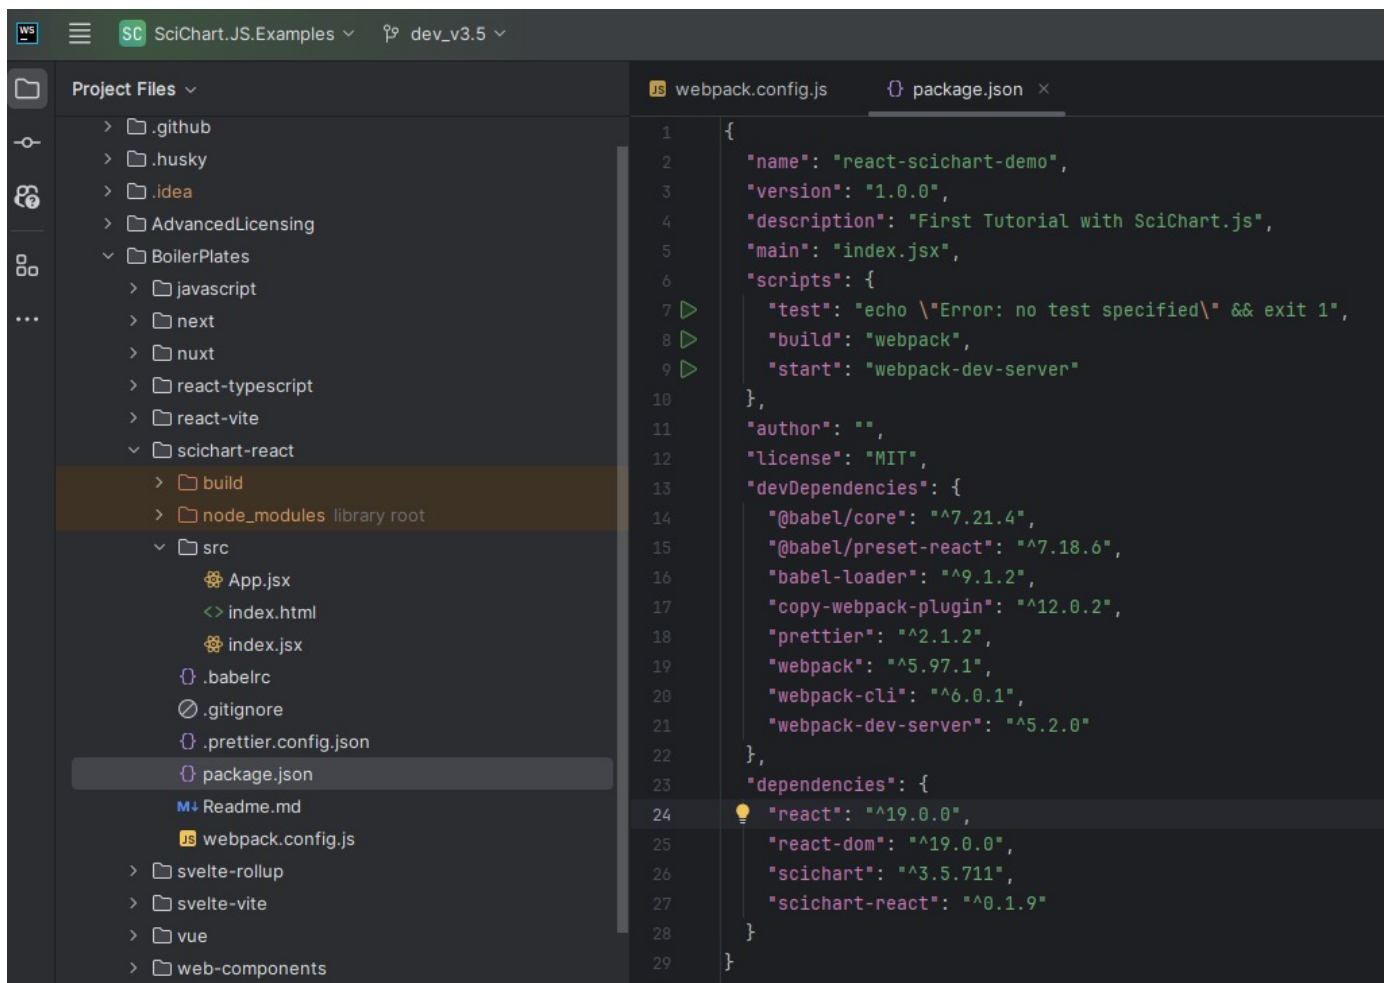 WS
SC SciChart.JS.Examples dev_v3.5
Project Files
.github
.husky
.idea
AdvancedLicensing
BoilerPlates
javascript
next
nuxt
react-typescript
react-vite
scichart-react
build
node_modules library root
src
App.jsx
<> index.html
index.jsx
{} .babelrc
.gitignore
{} .prettier.config.json
{} package.json
M↓ Readme.md
JS webpack.config.js
svelte-rollup
svelte-vite
vue
web-components
JS webpack.config.js {} package.json ×
1 {
2 "name": "react-scichart-demo",
3 "version": "1.0.0",
4 "description": "First Tutorial with SciChart.js",
5 "main": "index.jsx",
6 "scripts": {
7 "test": "echo \"Error: no test specified\" && exit 1",
8 "build": "webpack",
9 "start": "webpack-dev-server"
10 },
11 "author": "",
12 "license": "MIT",
13 "devDependencies": {
14 "@babel/core": "^7.21.4",
15 "@babel/preset-react": "^7.18.6",
16 "babel-loader": "^9.1.2",
17 "copy-webpack-plugin": "^12.0.2",
18 "prettier": "^2.1.2",
19 "webpack": "^5.97.1",
20 "webpack-cli": "^6.0.1",
21 "webpack-dev-server": "^5.2.0"
22 },
23 "dependencies": {
24 "react": "^19.0.0",
25 "react-dom": "^19.0.0",
26 "scichart": "^3.5.711",
27 "scichart-react": "^0.1.9"
28 }
29 }